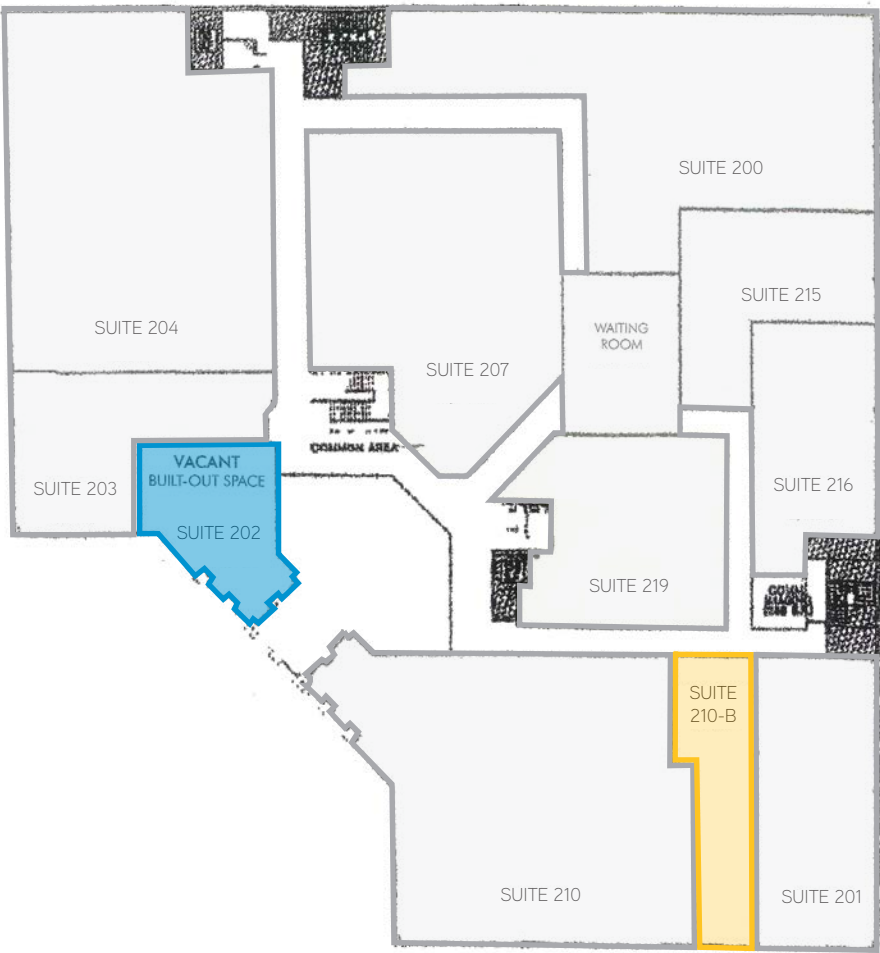 SUITE 200
SUITE 215
SUITE 204
WAITING
ROOM
SUITE 207
COMMON AREA
VACANT
BUILT-OUT SPACE
SUITE 203
SUITE 216
SUITE 202
SUITE 219
SUITE
210-B
SUITE 210
SUITE 201